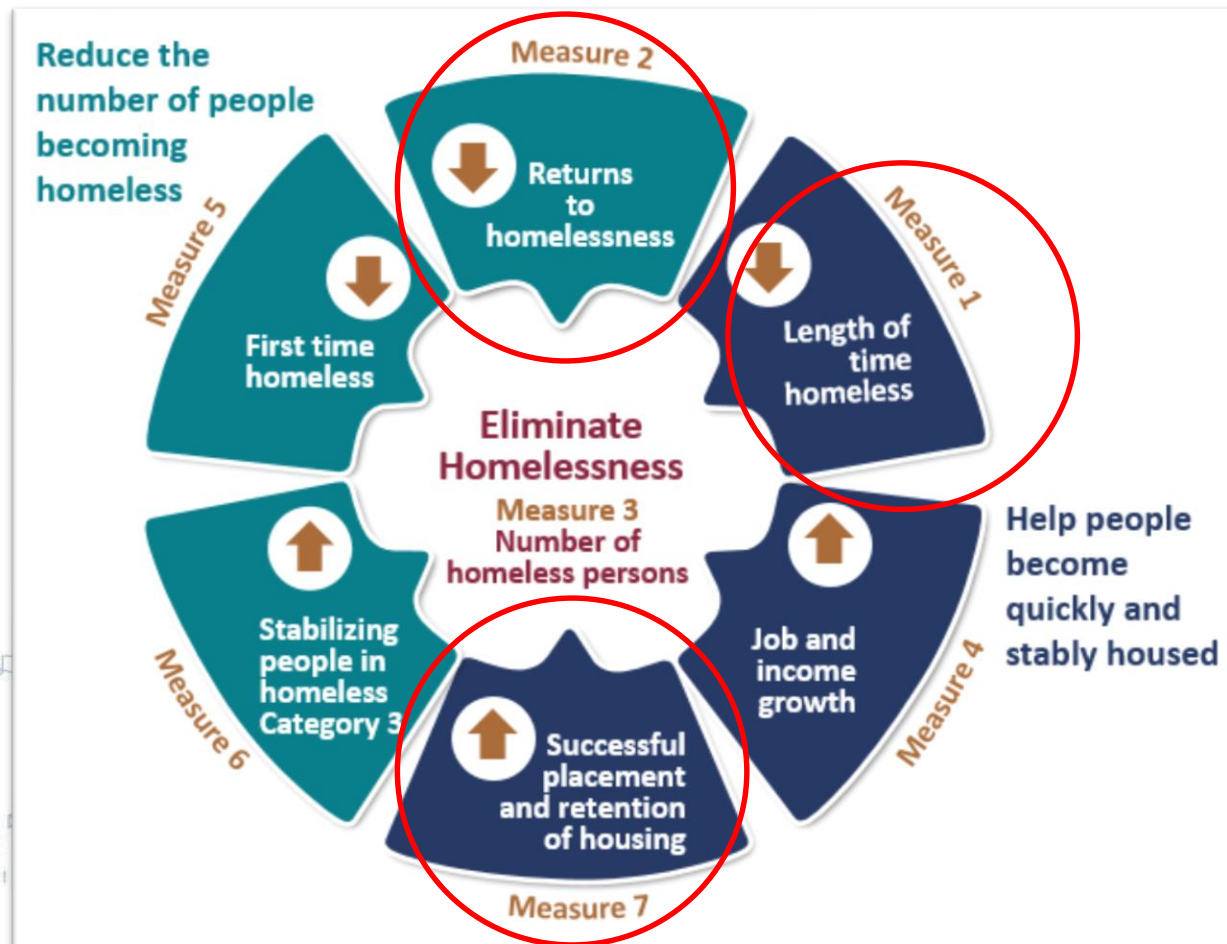 Reduce the
number of people
becoming
homeless
Measure 2
Returns
to
homelessness
Measure 1
Length of
time
homeless
Measure 5
First time
homeless
Eliminate
Homelessness
Measure 3
Number of
homeless persons
Help people
become
quickly and
stably housed
Measure 4
Job and
income
growth
Measure 6
Stabilizing
people in
homeless
Category 3
Successful
placement
and retention
of housing
Measure 7